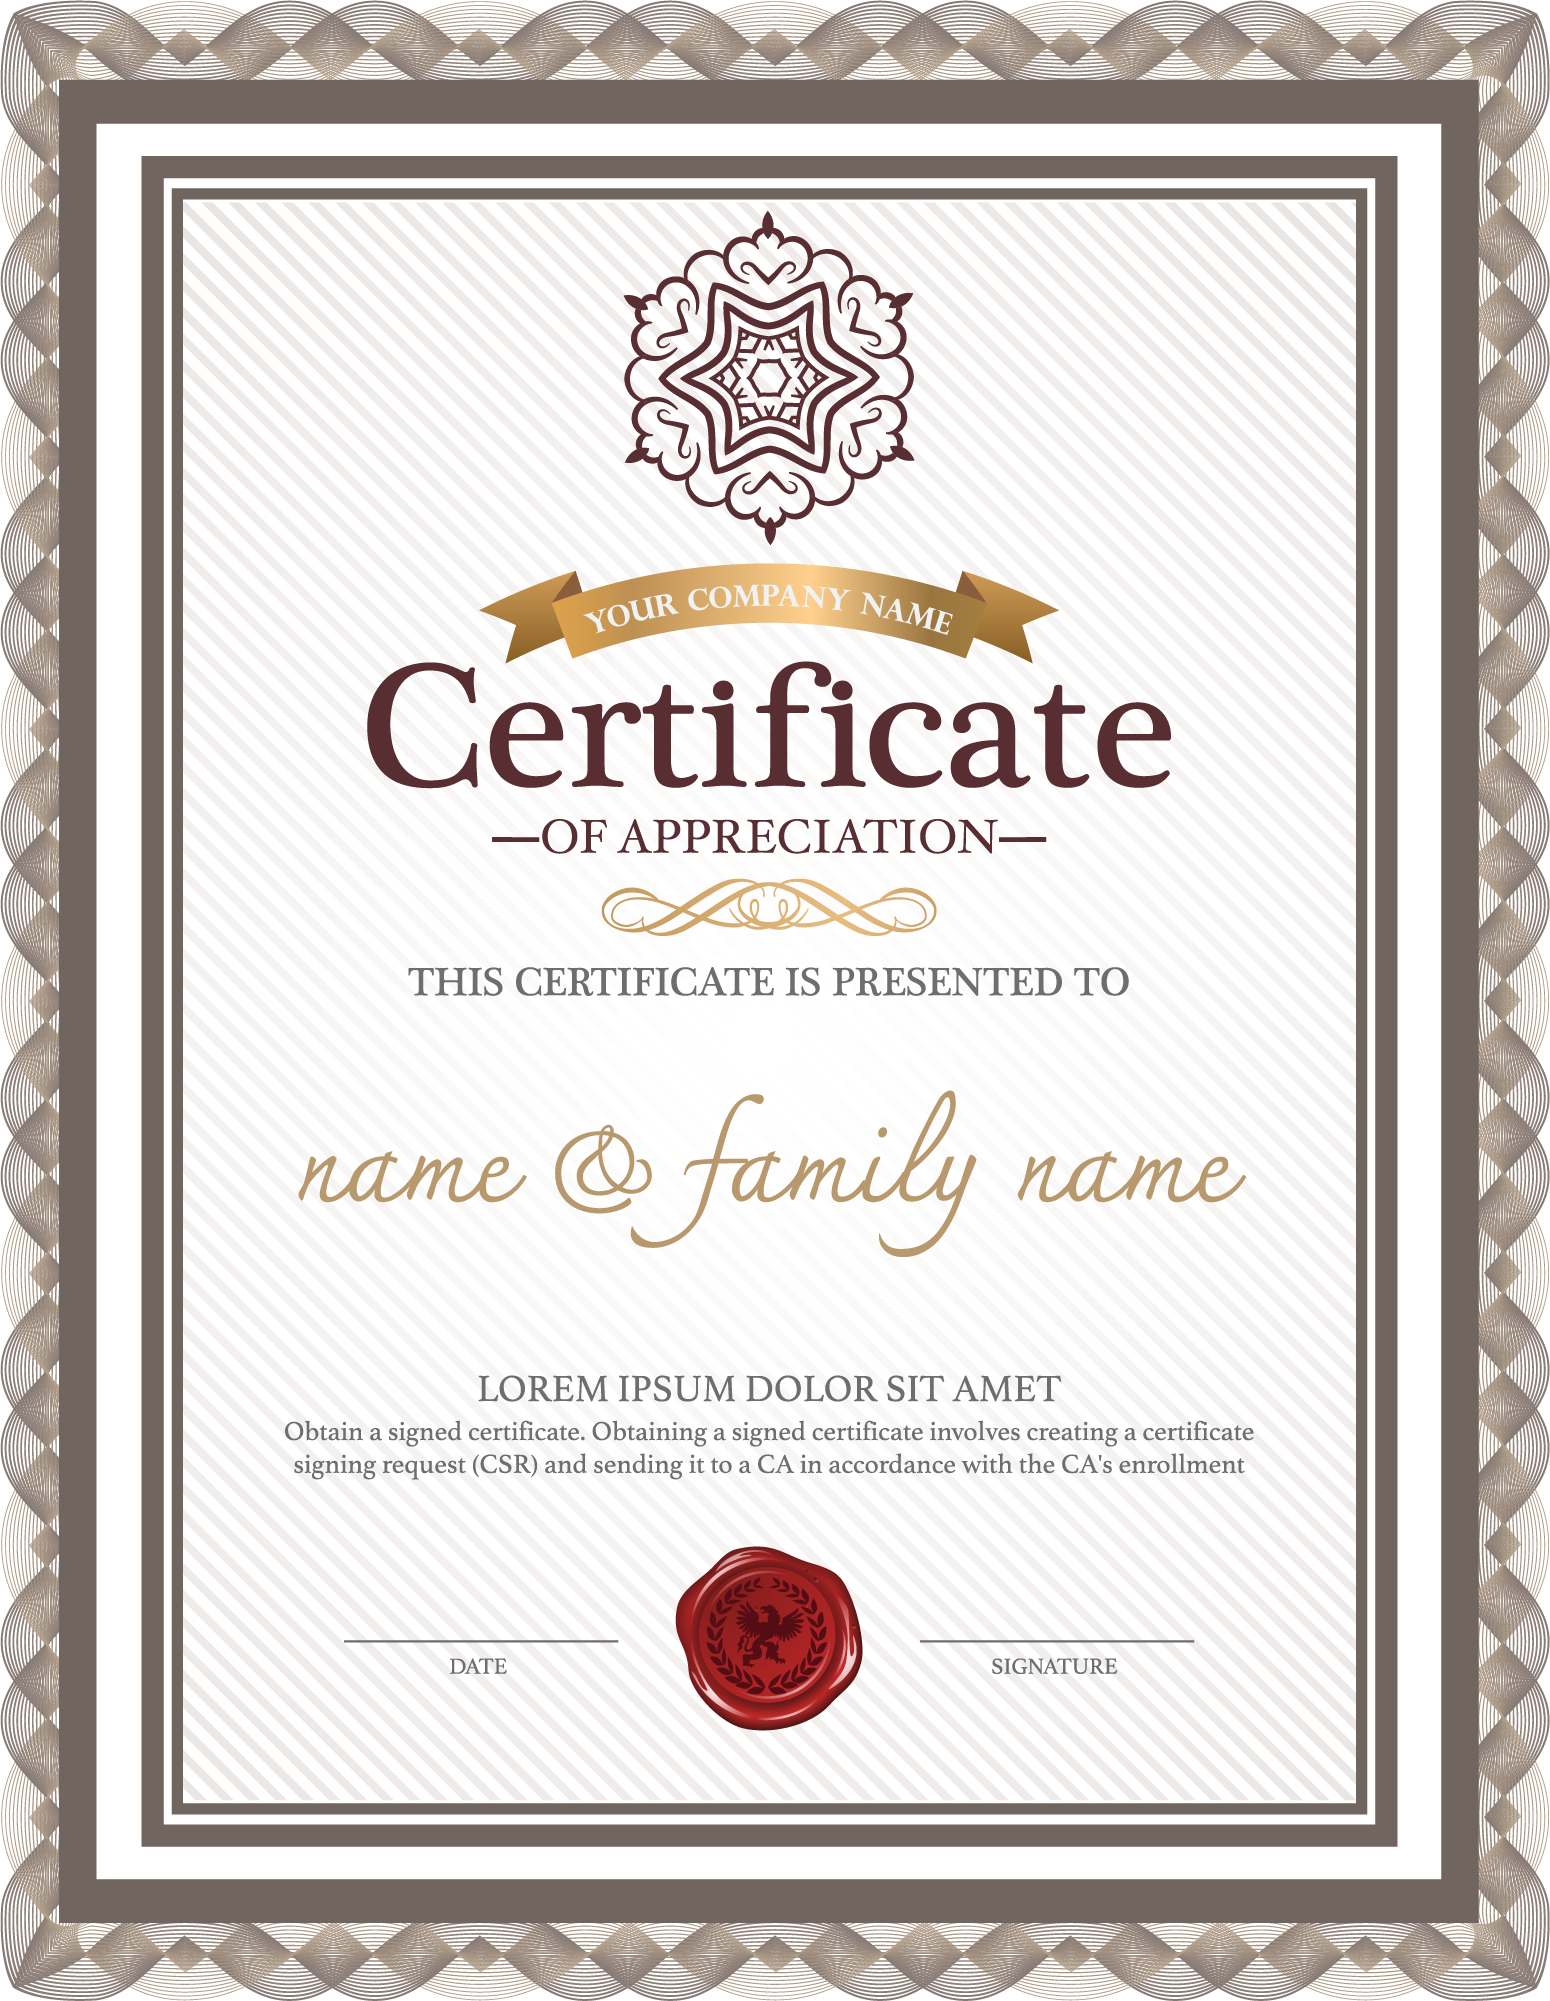 YOUR COMPANY NAME
Certificate
—OF APPRECIATION—
THIS CERTIFICATE IS PRESENTED TO
name & family name
LOREM IPSUM DOLOR SIT AMET
Obtain a signed certificate. Obtaining a signed certificate involves creating a certificate
signing request (CSR) and sending it to a CA in accordance with the CA's enrollment
DATE
SIGNATURE